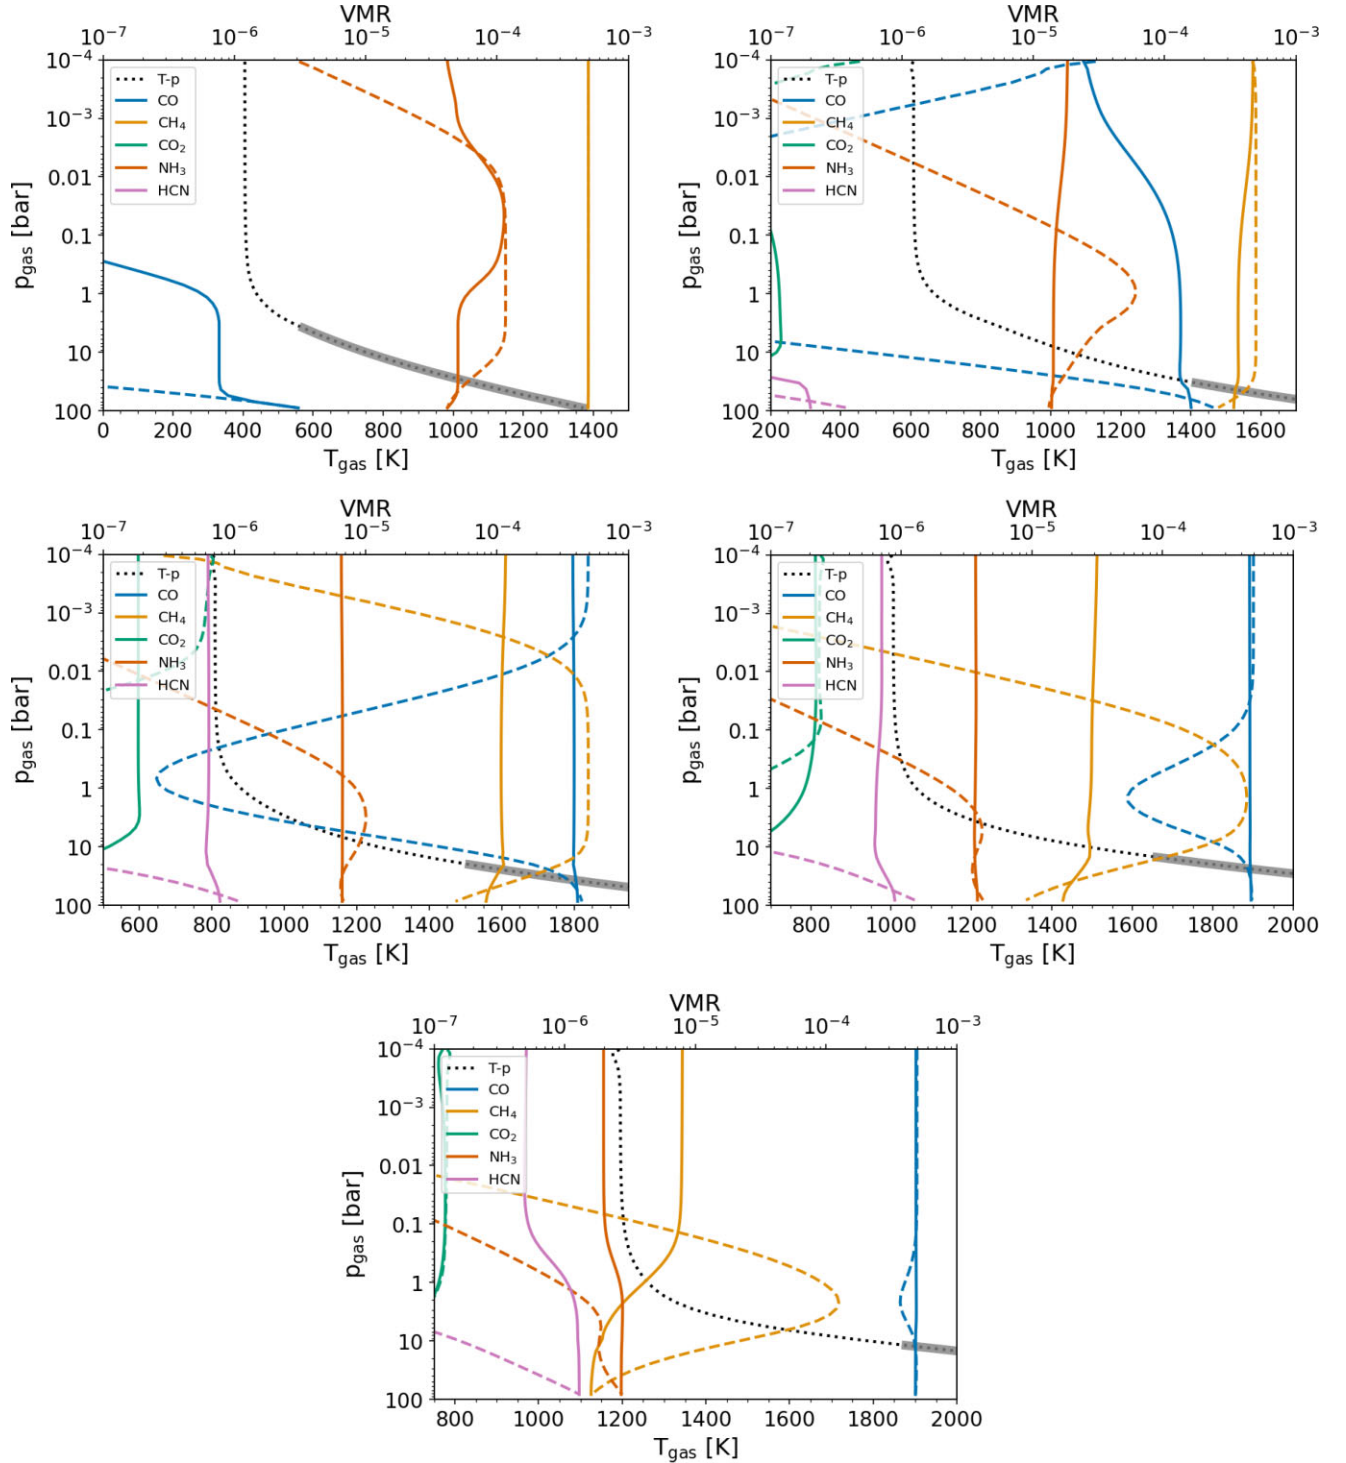 VMR
10⁻⁷ 10⁻⁶ 10⁻⁵ 10⁻⁴ 10⁻³
10⁻⁴
10⁻³
0.01
0.1
1
10
100
p_gas [bar]
T-p
CO
CH₄
CO₂
NH₃
HCN
0 200 400 600 800 1000 1200 1400
T_gas [K]
VMR
10⁻⁷ 10⁻⁶ 10⁻⁵ 10⁻⁴ 10⁻³
10⁻⁴
10⁻³
0.01
0.1
1
10
100
p_gas [bar]
T-p
CO
CH₄
CO₂
NH₃
HCN
200 400 600 800 1000 1200 1400 1600
T_gas [K]
VMR
10⁻⁷ 10⁻⁶ 10⁻⁵ 10⁻⁴ 10⁻³
10⁻⁴
10⁻³
0.01
0.1
1
10
100
p_gas [bar]
T-p
CO
CH₄
CO₂
NH₃
HCN
600 800 1000 1200 1400 1600 1800
T_gas [K]
VMR
10⁻⁷ 10⁻⁶ 10⁻⁵ 10⁻⁴ 10⁻³
10⁻⁴
10⁻³
0.01
0.1
1
10
100
p_gas [bar]
T-p
CO
CH₄
CO₂
NH₃
HCN
800 1000 1200 1400 1600 1800 2000
T_gas [K]
VMR
10⁻⁷ 10⁻⁶ 10⁻⁵ 10⁻⁴ 10⁻³
10⁻⁴
10⁻³
0.01
0.1
1
10
100
p_gas [bar]
T-p
CO
CH₄
CO₂
NH₃
HCN
800 1000 1200 1400 1600 1800 2000
T_gas [K]